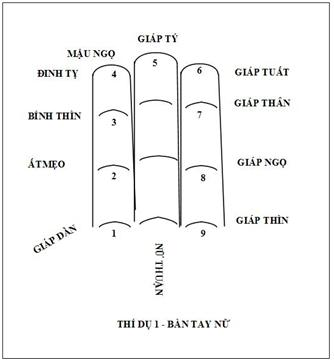 GIÁP TÝ
MẬU NGỌ
5
ĐINH TỴ
4
6
GIÁP TUẤT
GIÁP THÂN
BÍNH THÌN
3
7
ẤTMẸO
2
8
GIÁP NGỌ
GIÁP DẦN
1
9
GIÁP THÌN
NỮ THUẬN
THÍ DỤ 1 - BÀN TAY NỮ